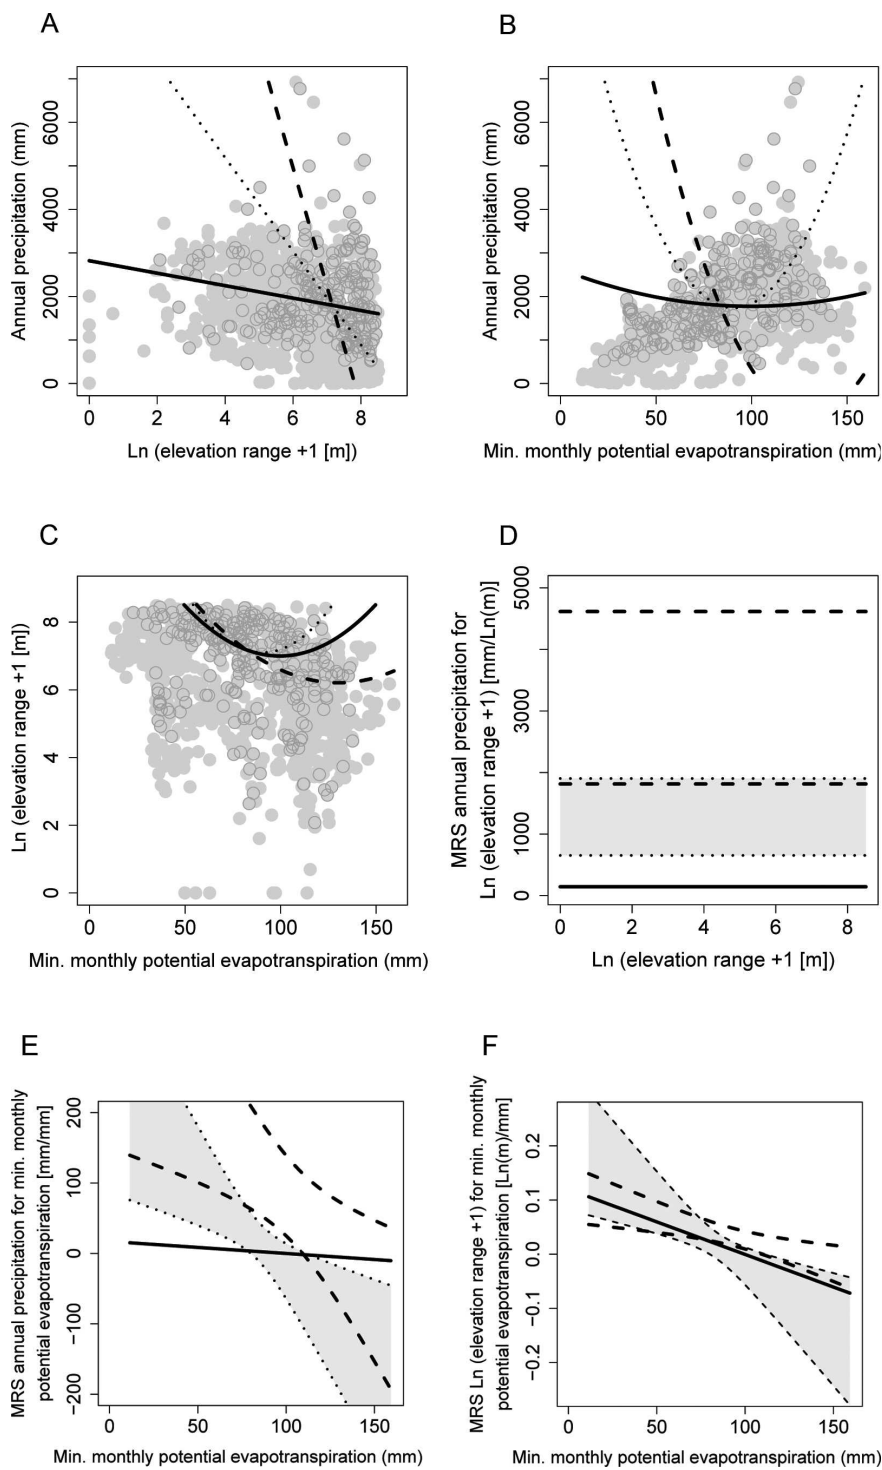 A
Annual precipitation (mm)
0 2000 4000 6000
0 2 4 6 8
Ln (elevation range +1 [m])
B
Annual precipitation (mm)
0 2000 4000 6000
0 50 100 150
Min. monthly potential evapotranspiration (mm)
C
Ln (elevation range +1 [m])
0 2 4 6 8
0 50 100 150
Min. monthly potential evapotranspiration (mm)
D
MRS annual precipitation for
Ln (elevation range +1) [mm/Ln(m)]
0 1000 3000 5000
0 2 4 6 8
Ln (elevation range +1 [m])
E
MRS annual precipitation for min. monthly
potential evapotranspiration [mm/mm]
−200 −100 0 100 200
0 50 100 150
Min. monthly potential evapotranspiration (mm)
F
MRS Ln (elevation range +1) for min. monthly
potential evapotranspiration [Ln(m)/mm]
−0.2 −0.1 0.0 0.1 0.2
0 50 100 150
Min. monthly potential evapotranspiration (mm)